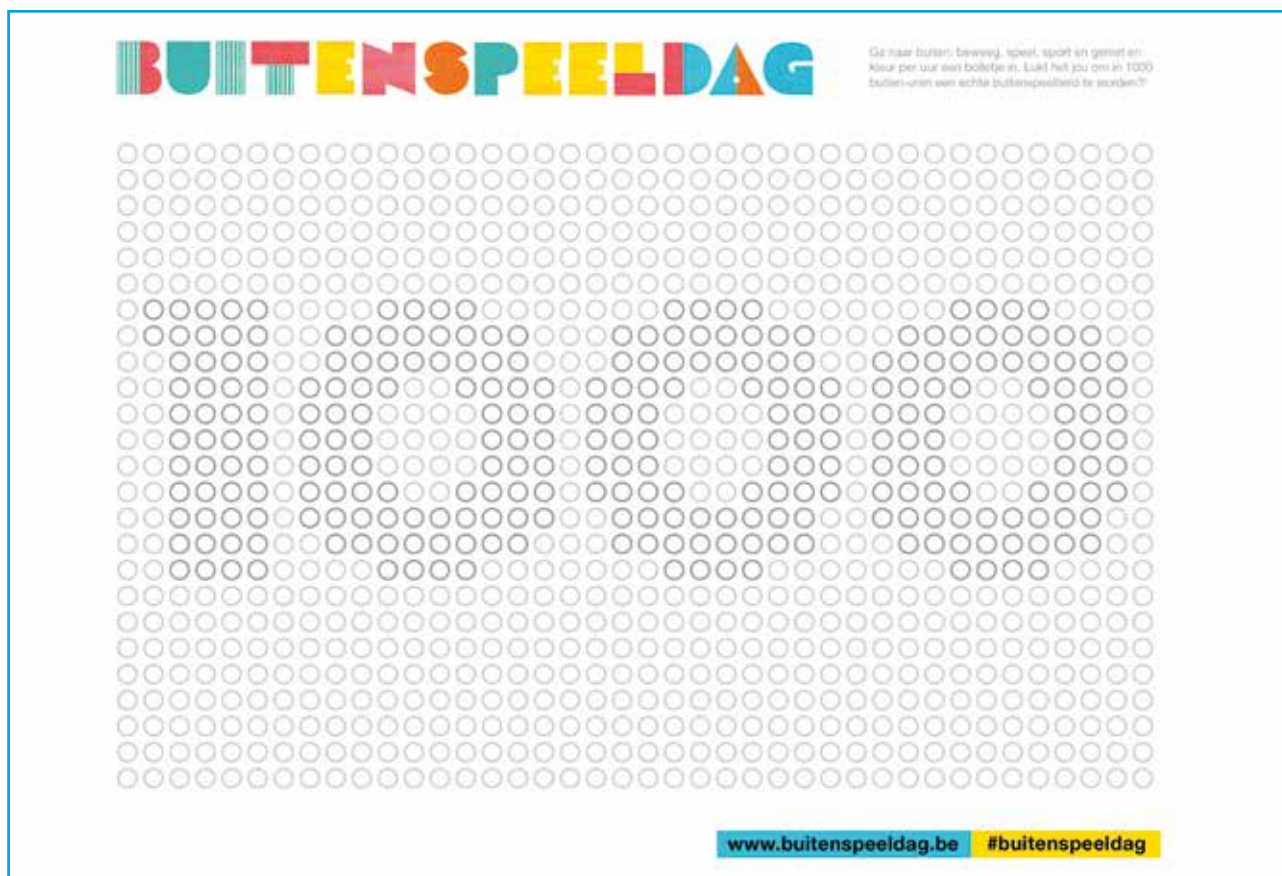 BUITENSPEELDAG
Ga naar buiten: beweeg, speel, sport en geniet en
kleur per uur een bolletje in. Lukt het jou om in 1000
buiten-uren een echte buitenspeelheld te worden?!
1000
www.buitenspeeldag.be #buitenspeeldag